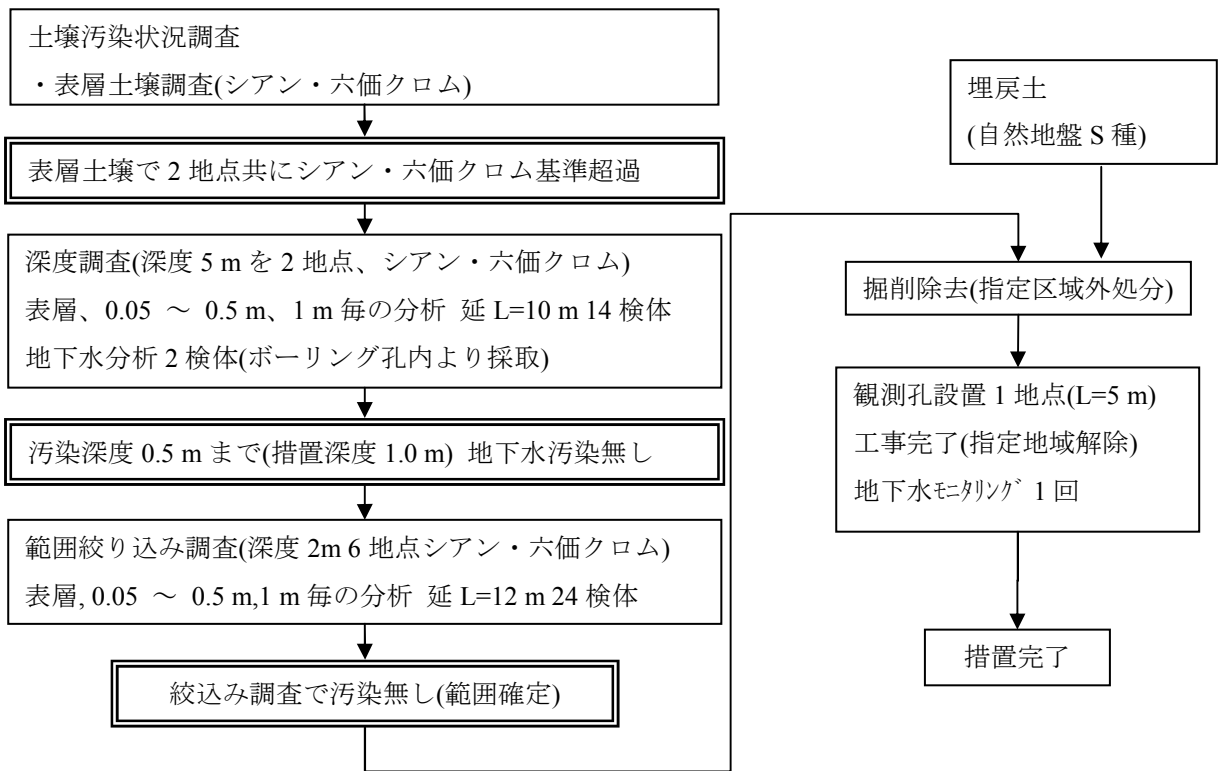 土壌汚染状況調査
・表層土壌調査(シアン・六価クロム)
表層土壌で 2 地点共にシアン・六価クロム基準超過
深度調査(深度 5 m を 2 地点、シアン・六価クロム)
表層、0.05 ～ 0.5 m、1 m 毎の分析 延 L=10 m 14 検体
地下水分析 2 検体(ボーリング孔内より採取)
汚染深度 0.5 m まで(措置深度 1.0 m) 地下水汚染無し
範囲絞り込み調査(深度 2m 6 地点シアン・六価クロム)
表層, 0.05 ～ 0.5 m,1 m 毎の分析 延 L=12 m 24 検体
絞込み調査で汚染無し(範囲確定)
埋戻土
(自然地盤 S 種)
掘削除去(指定区域外処分)
観測孔設置 1 地点(L=5 m)
工事完了(指定地域解除)
地下水ﾓﾆﾀﾘﾝｸﾞ 1 回
措置完了